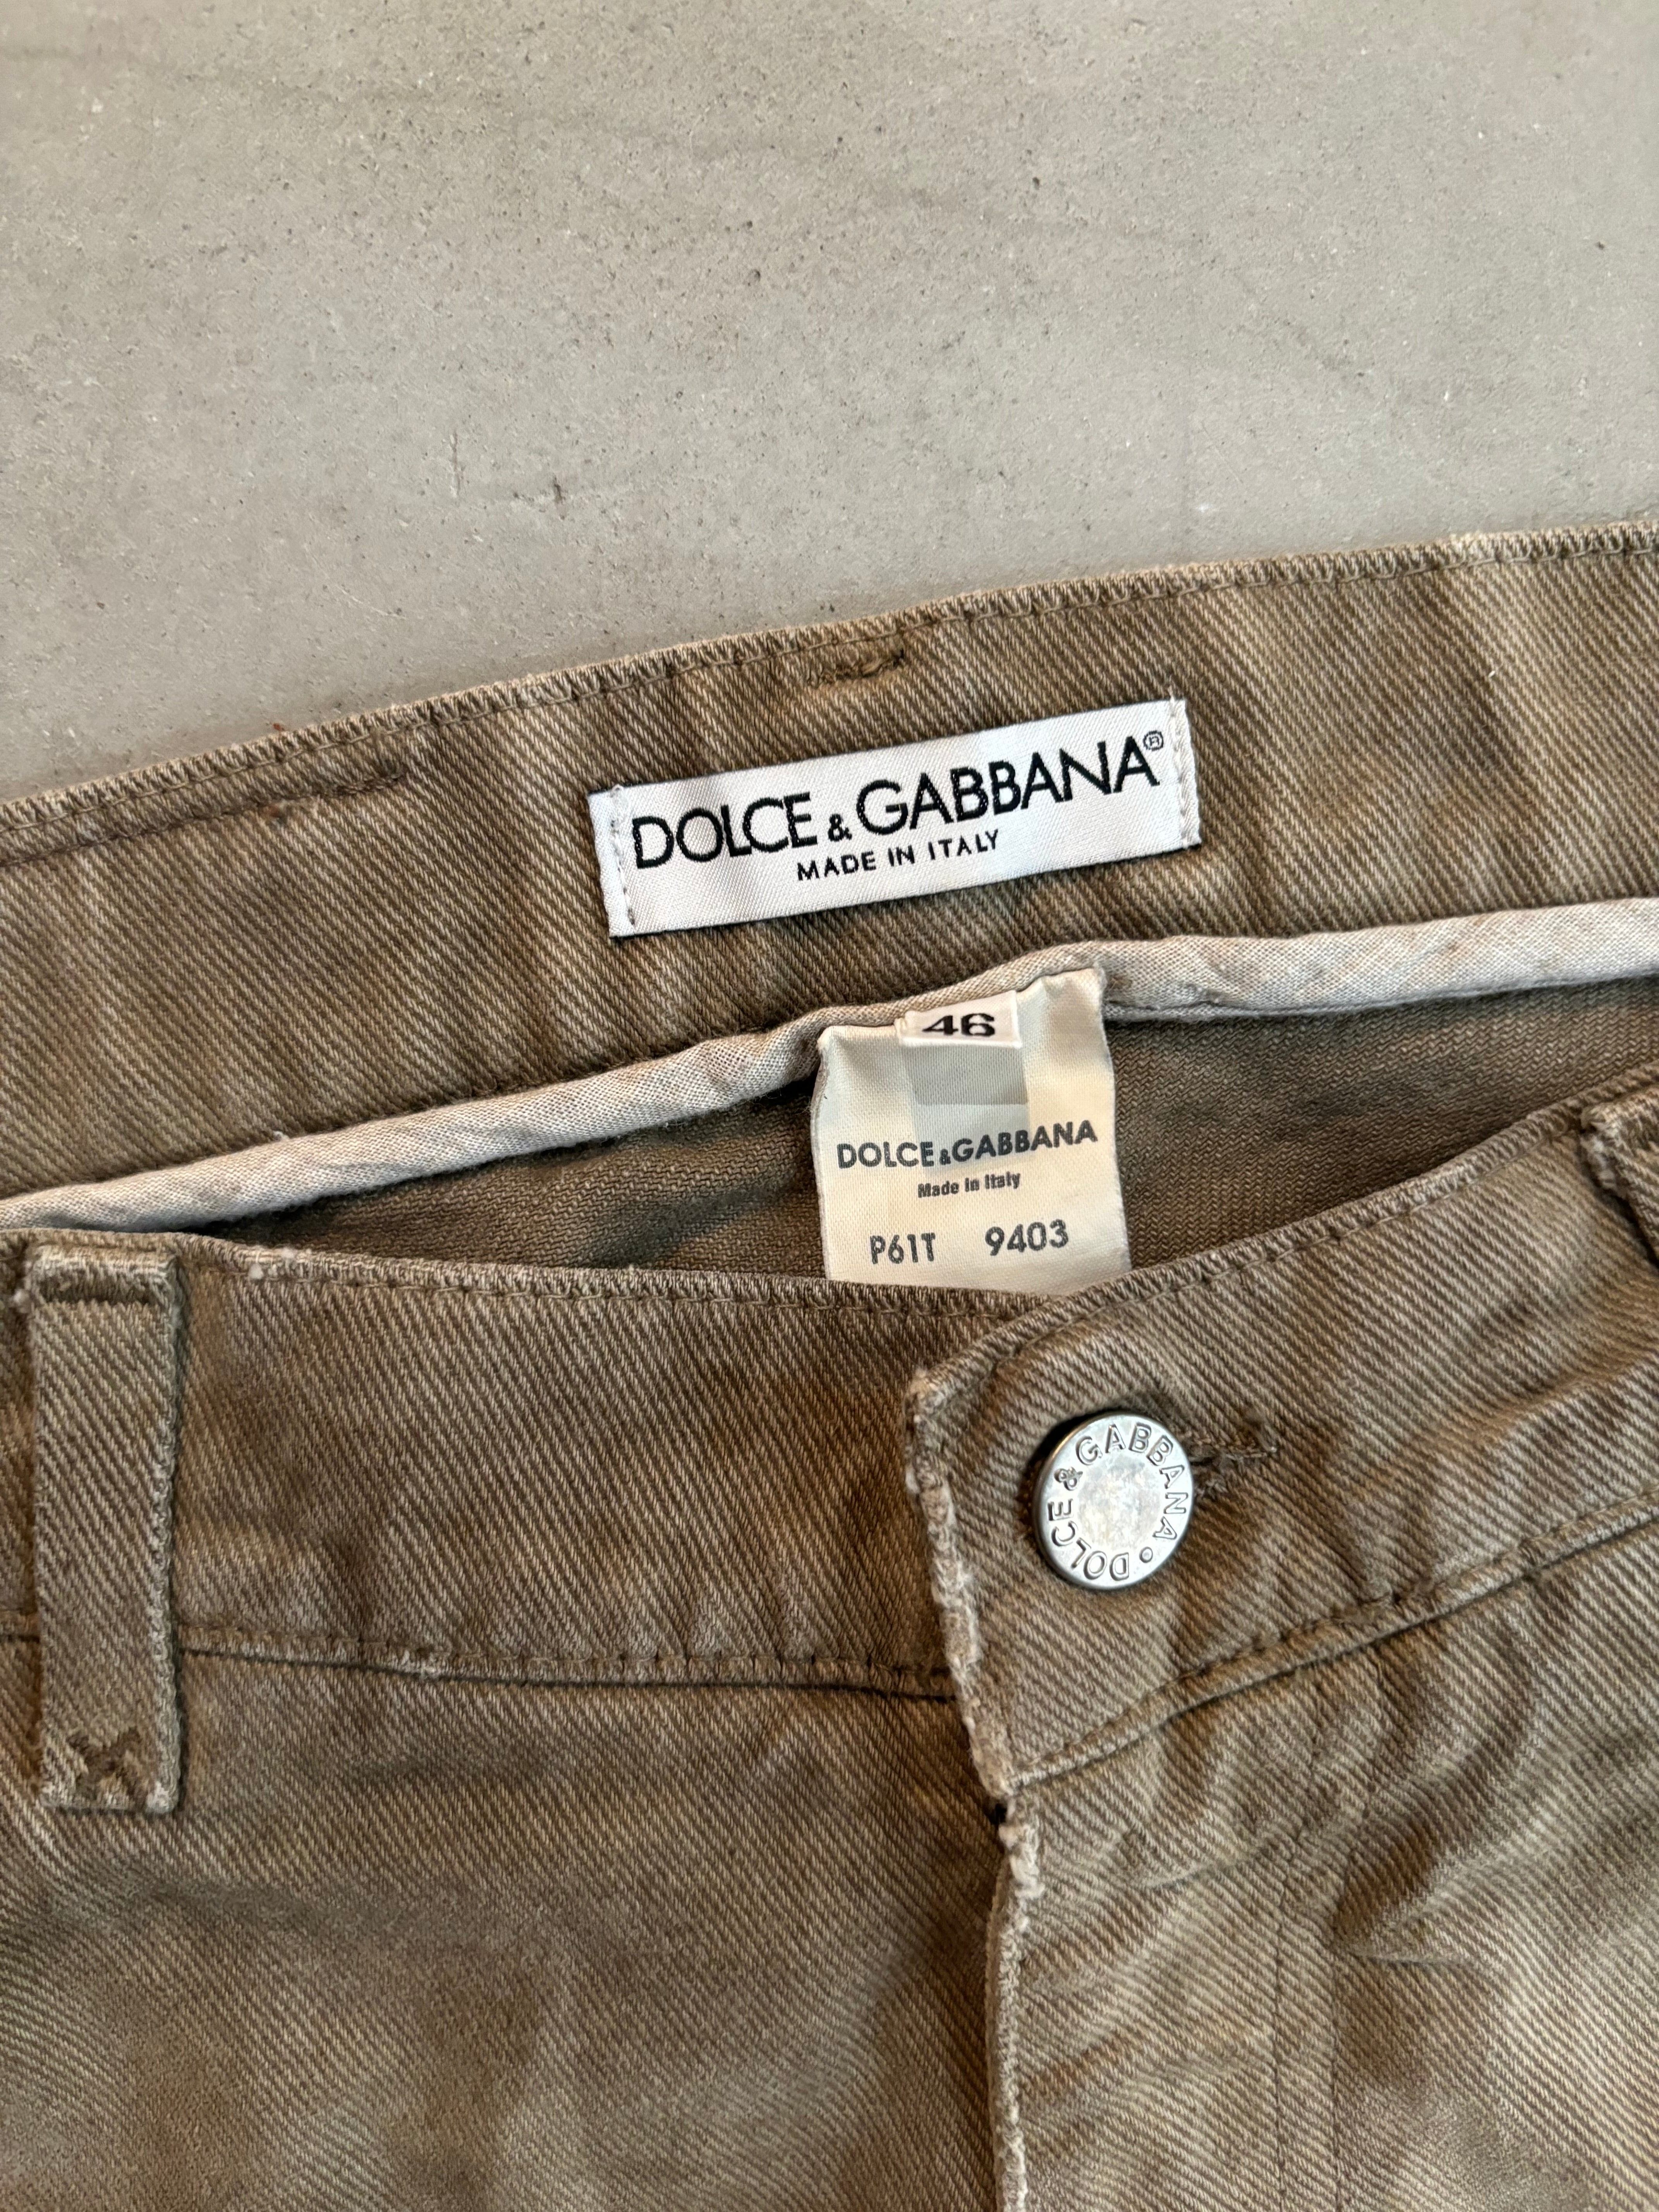 DOLCE & GABBANA®
MADE IN ITALY
46
DOLCE & GABBANA
Made in Italy
P61T 9403
DOLCE & GABBANA